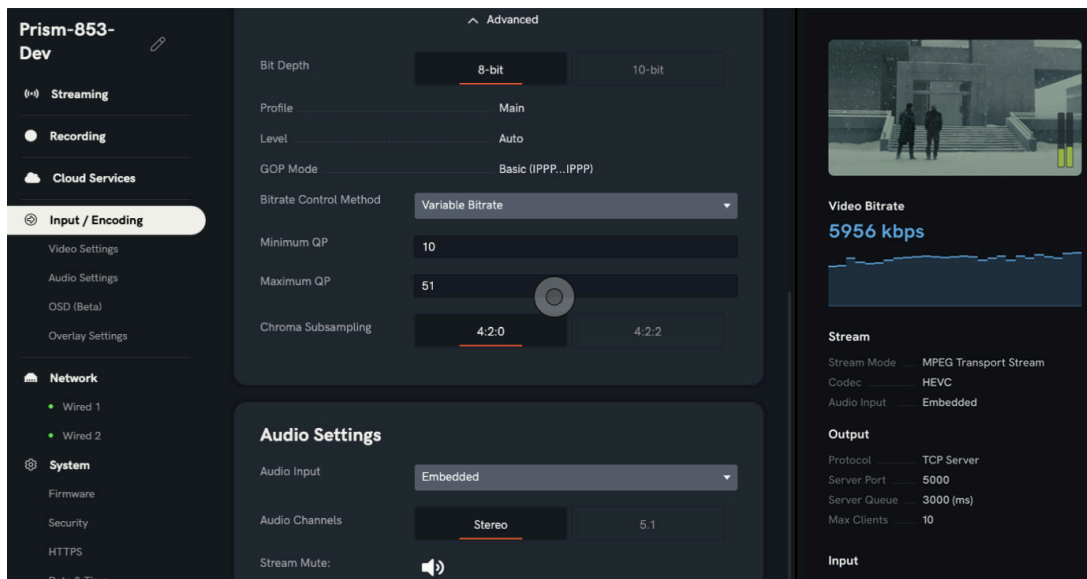 Prism-853-
Dev
Streaming
Recording
Cloud Services
Input / Encoding
Video Settings
Audio Settings
OSD (Beta)
Overlay Settings
Network
Wired 1
Wired 2
System
Firmware
Security
HTTPS
Advanced
Bit Depth 8-bit 10-bit
Profile Main
Level Auto
GOP Mode Basic (IPPP...IPPP)
Bitrate Control Method Variable Bitrate
Minimum QP 10
Maximum QP 51
Chroma Subsampling 4:2:0 4:2:2
Audio Settings
Audio Input Embedded
Audio Channels Stereo 5.1
Stream Mute:
Video Bitrate
5956 kbps
Stream
Stream Mode MPEG Transport Stream
Codec HEVC
Audio Input Embedded
Output
Protocol TCP Server
Server Port 5000
Server Queue 3000 (ms)
Max Clients 10
Input